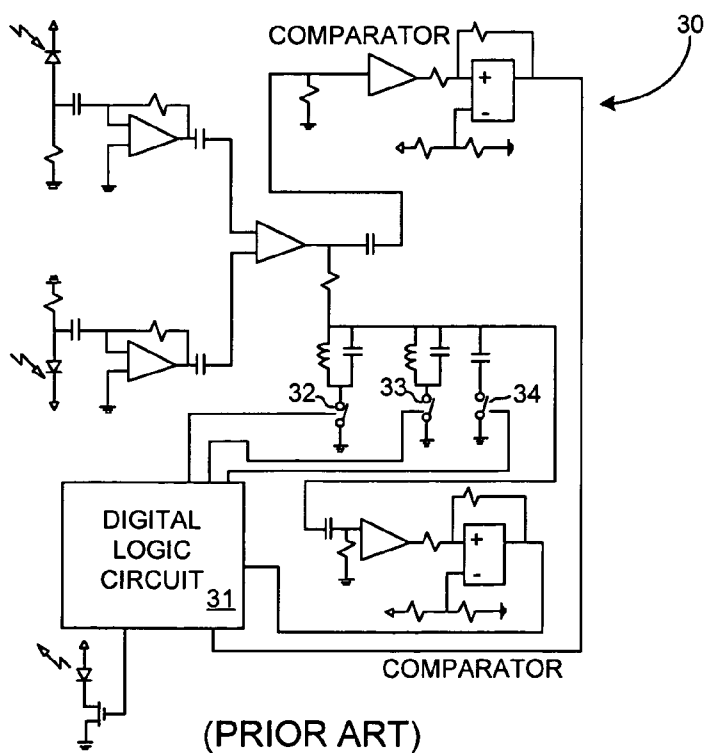 COMPARATOR
30
+
-
32
33
34
DIGITAL
LOGIC
CIRCUIT
31
+
-
COMPARATOR
(PRIOR ART)